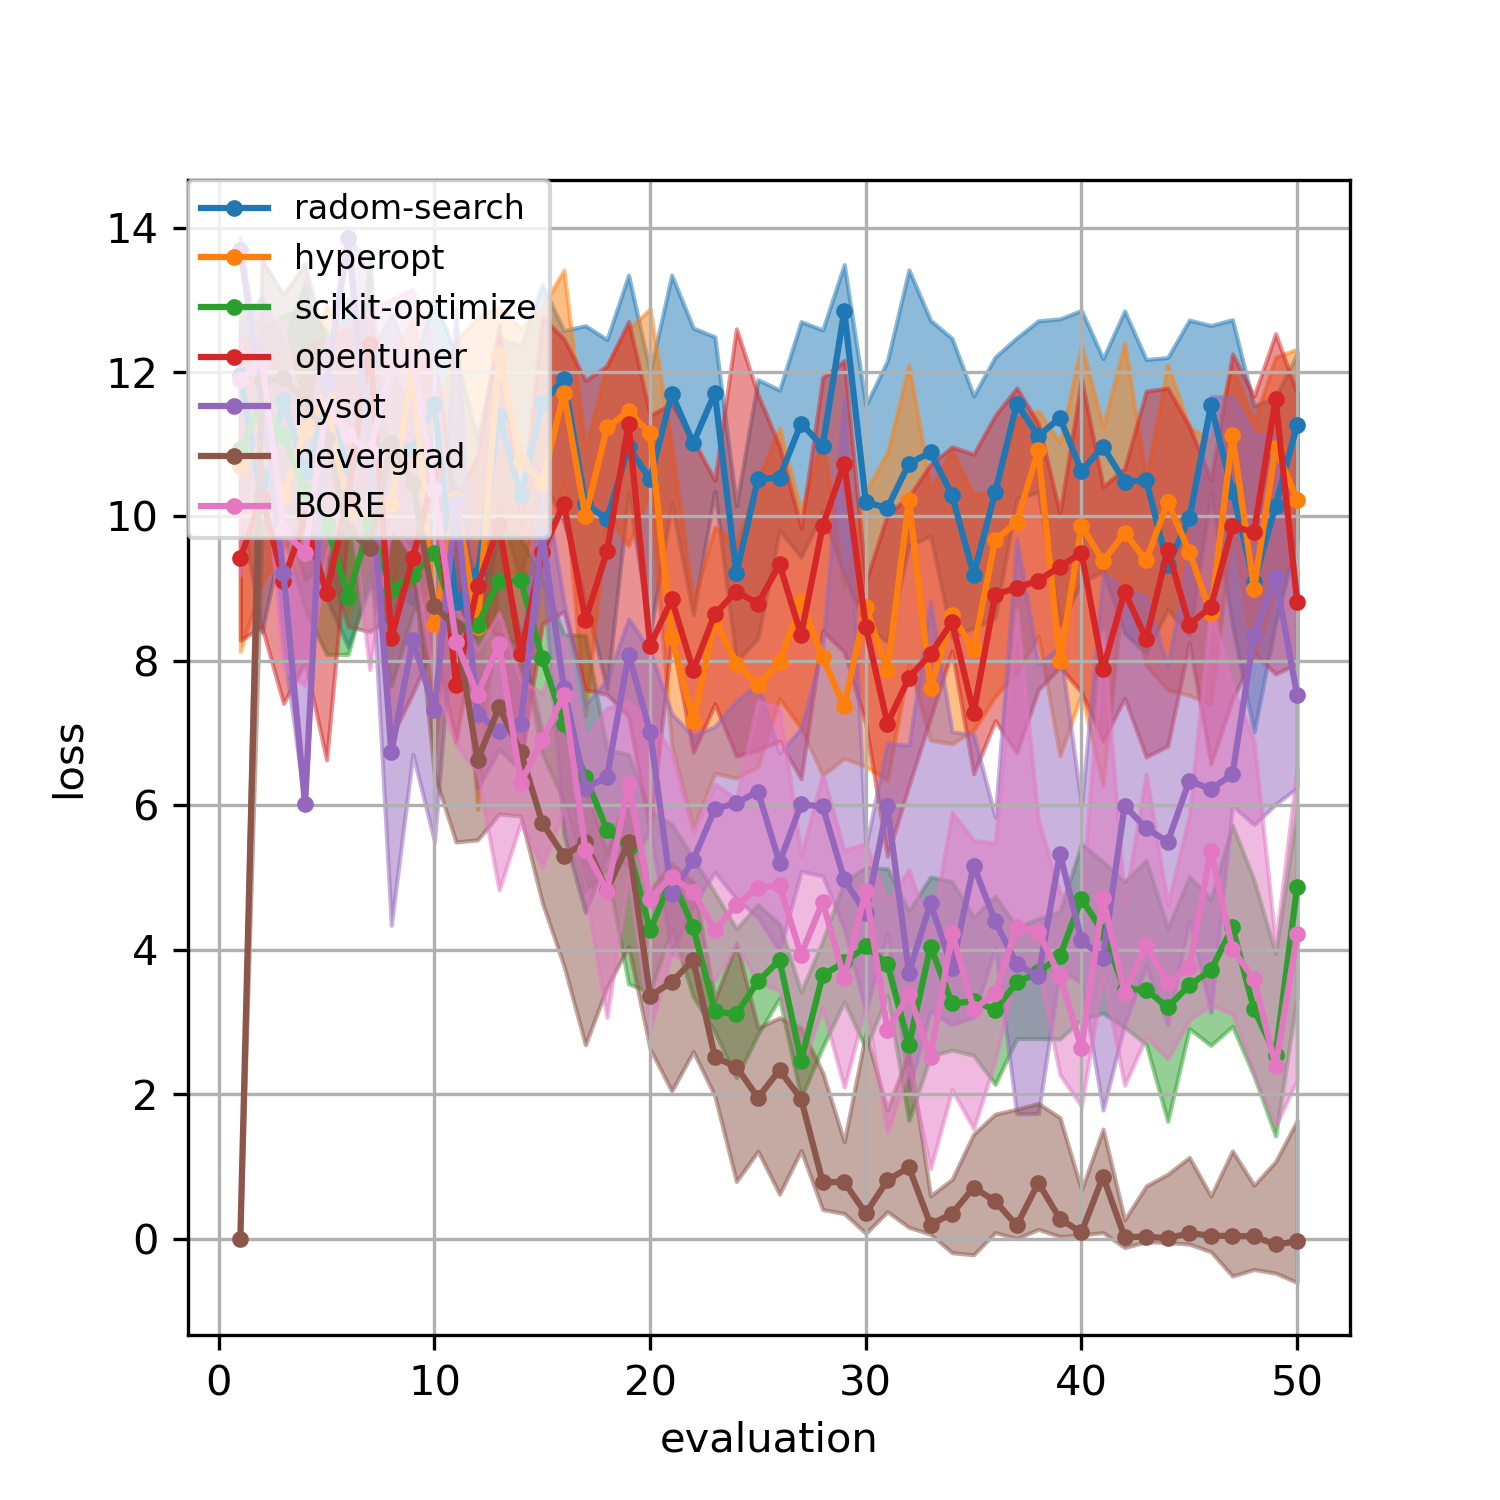 radom-search
hyperopt
scikit-optimize
opentuner
pysot
nevergrad
BORE
14
12
10
8
6
4
2
0
loss
0 10 20 30 40 50
evaluation